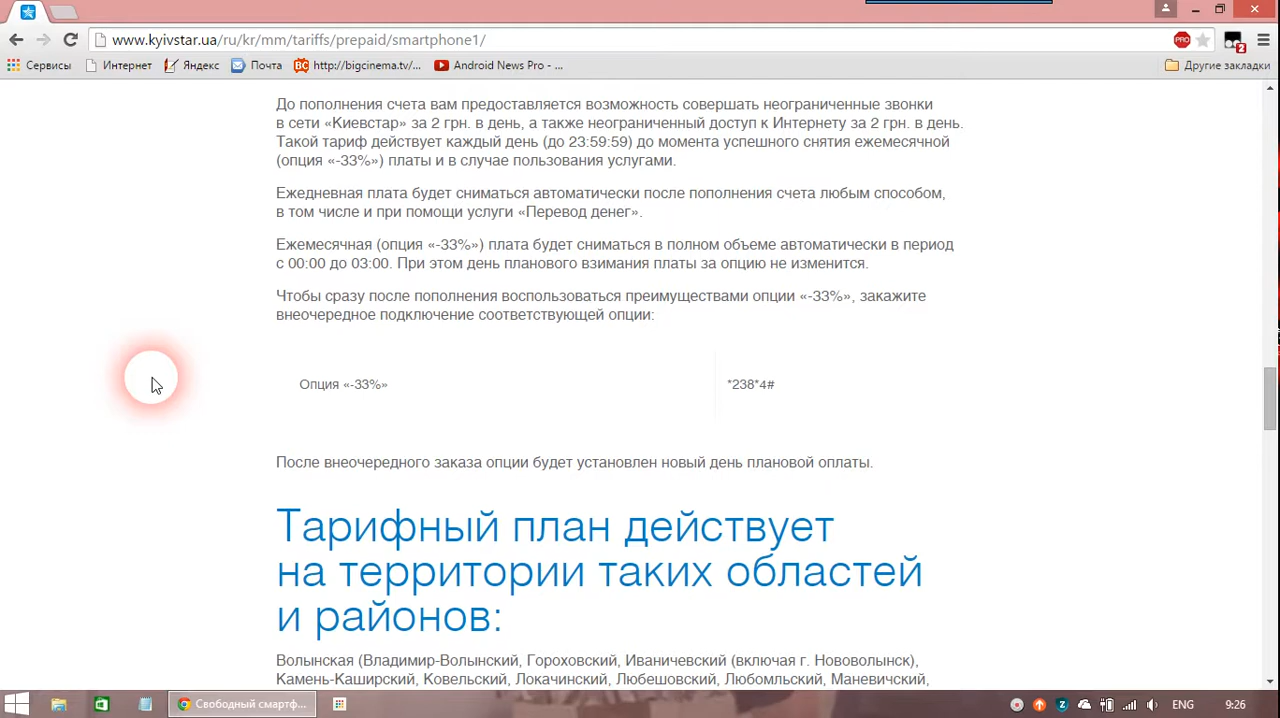 www.kyivstar.ua/ru/kr/mm/tariffs/prepaid/smartphone1/
PRO
2
Сервисы
Интернет
Яндекс
Почта
BC
http://bigcinema.tv/...
Android News Pro - ...
Другие закладки
До пополнения счета вам предоставляется возможность совершать неограниченные звонки
в сети «Киевстар» за 2 грн. в день, а также неограниченный доступ к Интернету за 2 грн. в день.
Такой тариф действует каждый день (до 23:59:59) до момента успешного снятия ежемесячной
(опция «-33%») платы и в случае пользования услугами.
Ежедневная плата будет сниматься автоматически после пополнения счета любым способом,
в том числе и при помощи услуги «Перевод денег».
Ежемесячная (опция «-33%») плата будет сниматься в полном объеме автоматически в период
с 00:00 до 03:00. При этом день планового взимания платы за опцию не изменится.
Чтобы сразу после пополнения воспользоваться преимуществами опции «-33%», закажите
внеочередное подключение соответствующей опции:
Опция «-33%»
*238*4#
После внеочередного заказа опции будет установлен новый день плановой оплаты.
Тарифный план действует
на территории таких областей
и районов:
Волынская (Владимир-Волынский, Гороховский, Иваничевский (включая г. Нововолынск),
Камень-Каширский, Ковельский, Локачинский, Любешовский, Любомльский, Маневичский,
Свободный смартф...
ENG
9:26